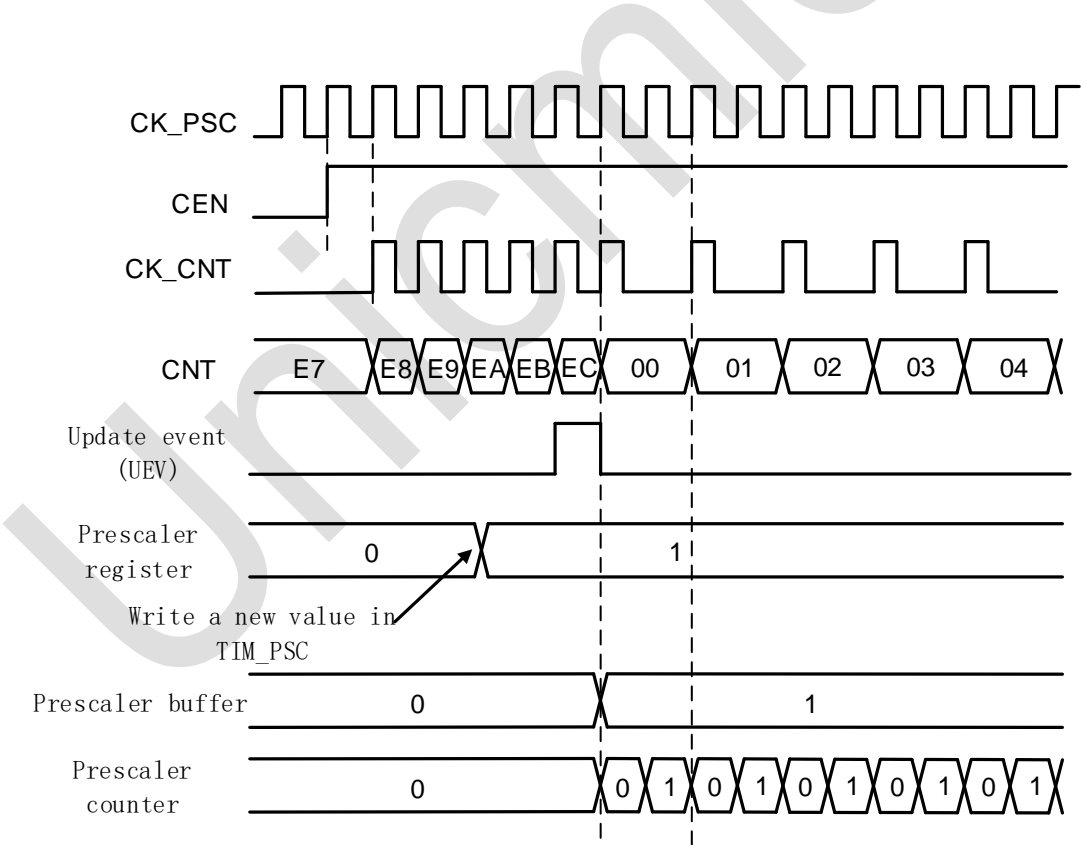 CK_PSC
CEN
CK_CNT
CNT E7 E8 E9 EA EB EC 00 01 02 03 04
Update event
(UEV)
Prescaler
register
0 1
Write a new value in
TIM_PSC
Prescaler buffer 0 1
Prescaler
counter
0 0 1 0 1 0 1 0 1 0 1